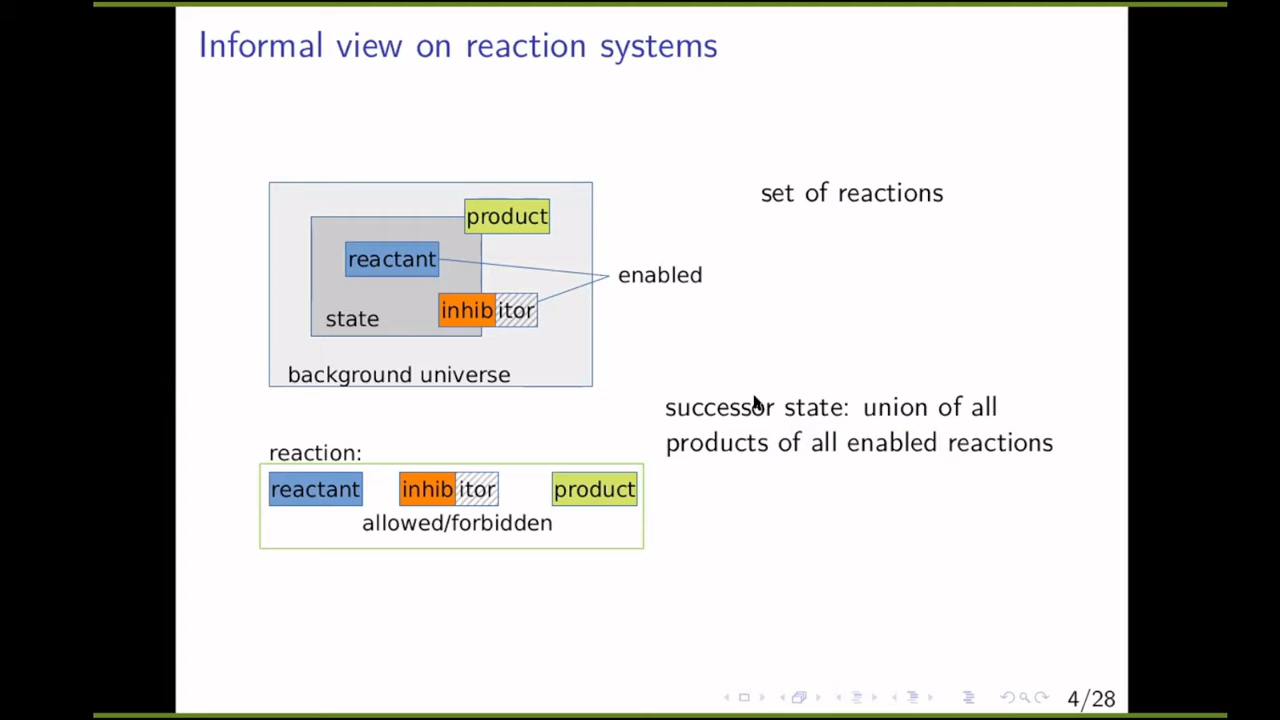 Informal view on reaction systems
set of reactions
product
reactant
enabled
inhibitor
state
background universe
successor state: union of all
products of all enabled reactions
reaction:
reactant inhibitor product
allowed/forbidden
4/28